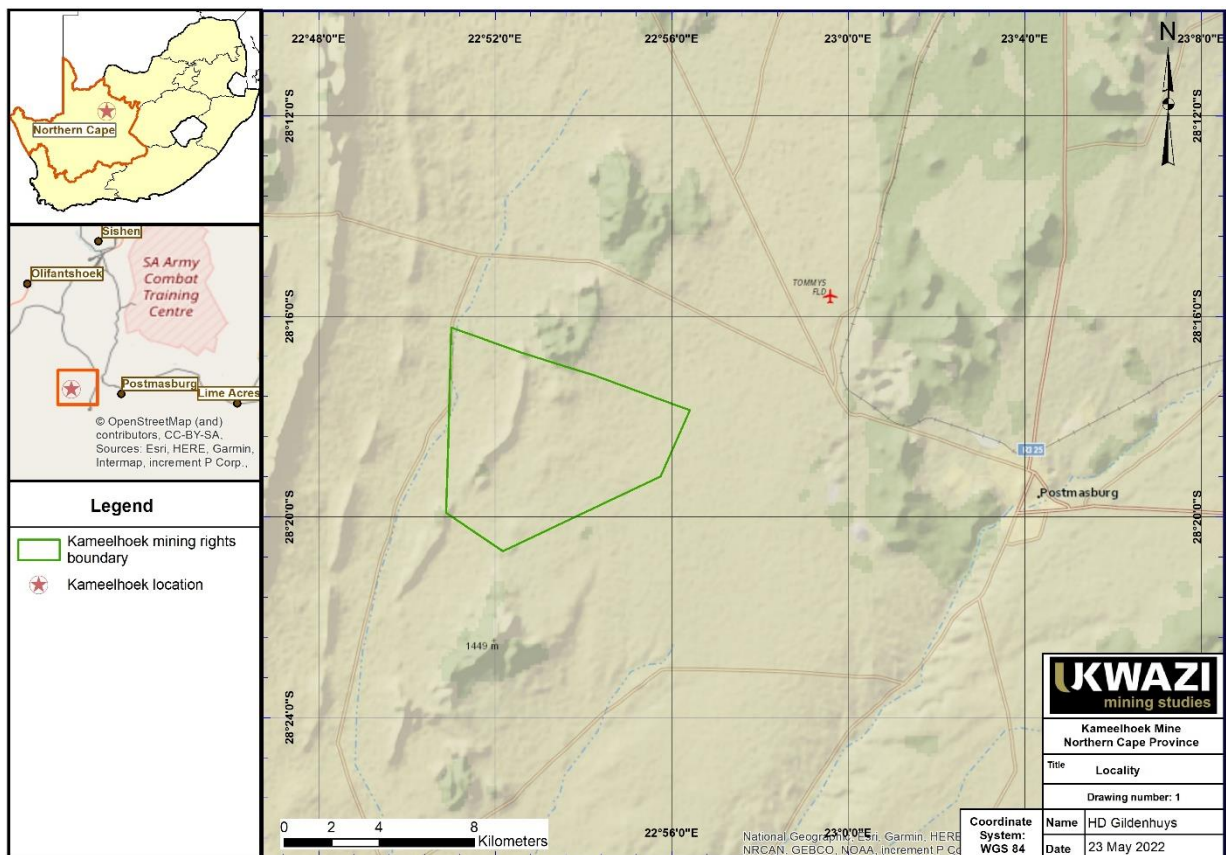 Northern Cape
Sishen
Olifantshoek
SA Army
Combat
Training
Centre
Postmasburg
Lime Acres
© OpenStreetMap (and)
contributors, CC-BY-SA,
Sources: Esri, HERE, Garmin,
Intermap, increment P Corp.,
Legend
Kameelhoek mining rights
boundary
Kameelhoek location
22°48'0"E
22°52'0"E
22°56'0"E
23°0'0"E
23°4'0"E
23°8'0"E
N
28°12'0"S
28°12'0"S
TOMMYS
FLD
28°16'0"S
28°16'0"S
Postmasburg
28°20'0"S
28°20'0"S
1449 m
28°24'0"S
0 2 4 8
Kilometers
22°56'0"E
23°0'0"E
National Geographic, Esri, Garmin, HERE
NRCAN, GEBCO, NOAA, increment P Co
UKWAZI
mining studies
Kameelhoek Mine
Northern Cape Province
Title Locality
Drawing number: 1
Coordinate
System:
WGS 84
Name HD Gildenhuys
Date 23 May 2022